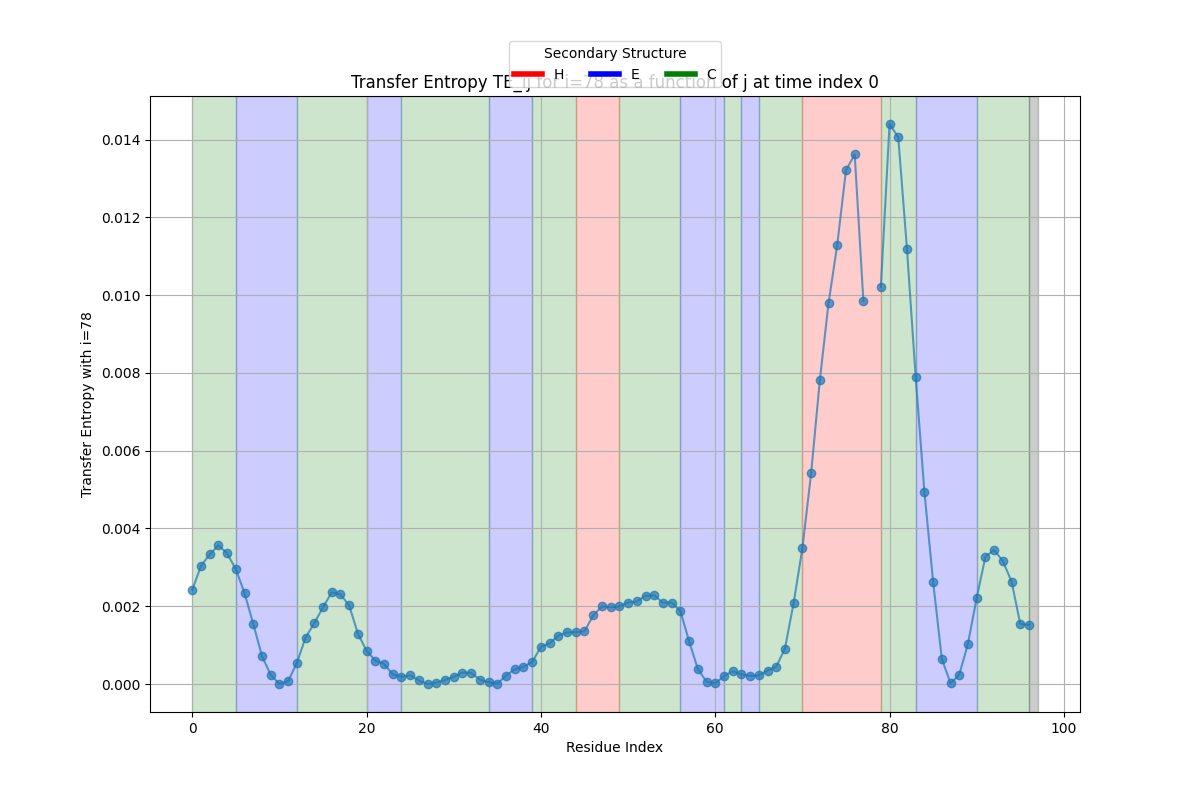 Secondary Structure
H E C
Transfer Entropy TE_ij for i=78 as a function of j at time index 0
Transfer Entropy with i=78
0.014
0.012
0.010
0.008
0.006
0.004
0.002
0.000
0 20 40 60 80 100
Residue Index